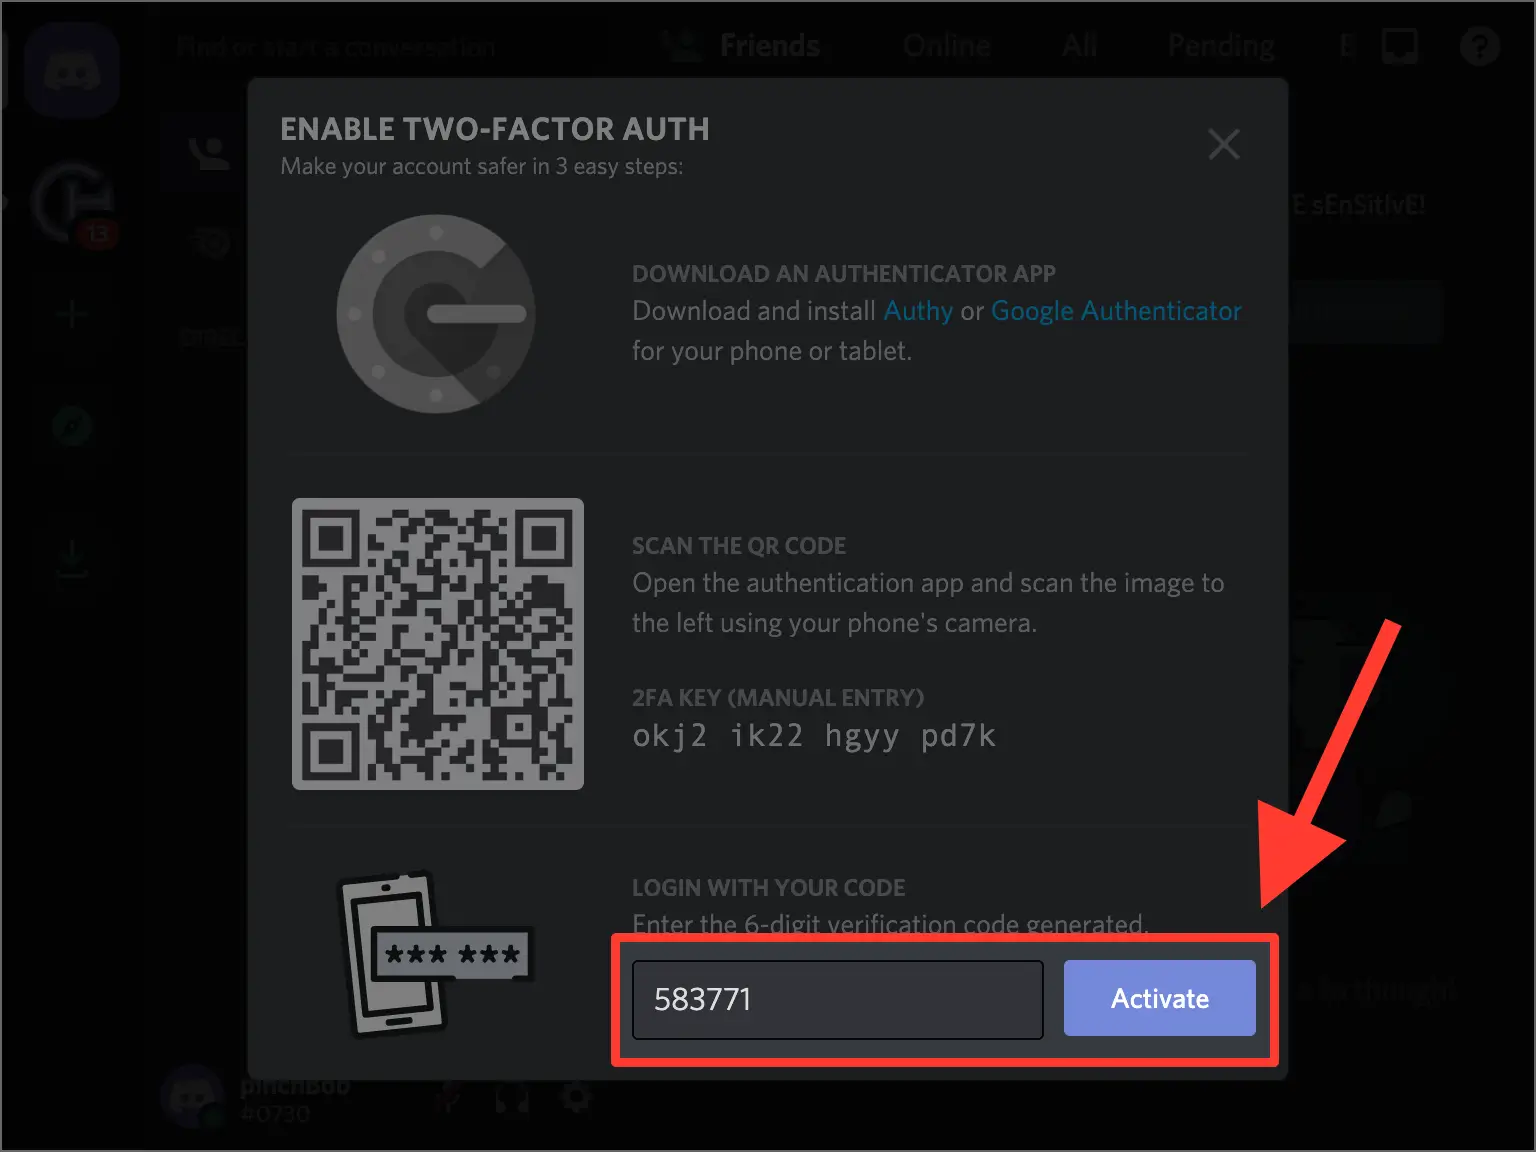 Find or start a conversation
Friends
Online
All
Pending
?
ENABLE TWO-FACTOR AUTH
Make your account safer in 3 easy steps:
13
E sEnSitIvE!
DOWNLOAD AN AUTHENTICATOR APP
Download and install Authy or Google Authenticator
for your phone or tablet.
DIREC
SCAN THE QR CODE
Open the authentication app and scan the image to
the left using your phone's camera.
2FA KEY (MANUAL ENTRY)
okj2 ik22 hgyy pd7k
LOGIN WITH YOUR CODE
Enter the 6-digit verification code generated.
*** ***
583771
Activate
pinchBob
#0730